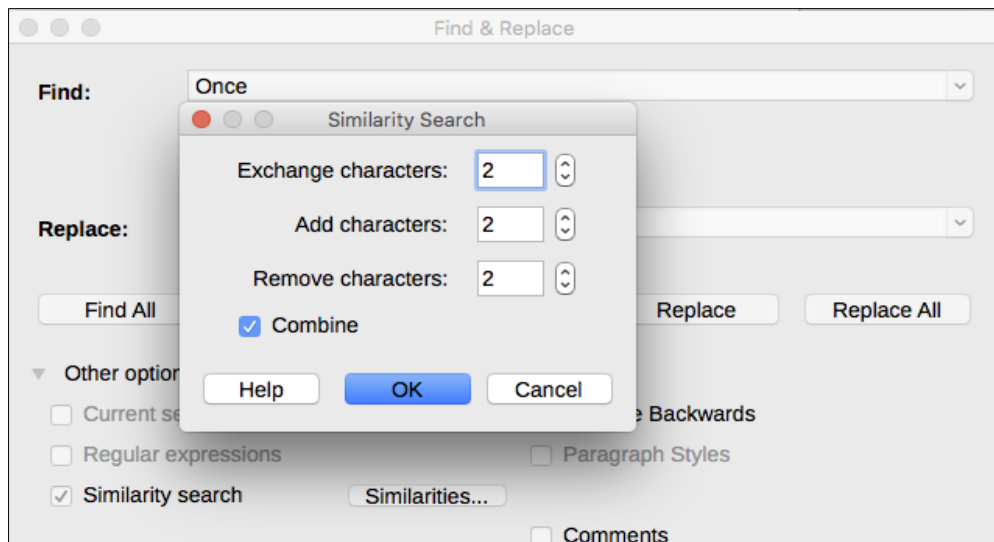 Find & Replace
Find:
Once
Similarity Search
Exchange characters: 2
Add characters: 2
Remove characters: 2
Combine
Help
OK
Cancel
Replace:
Find All
Replace
Replace All
Other option
Current se
e Backwards
Regular expressions
Paragraph Styles
Similarity search
Similarities...
Comments